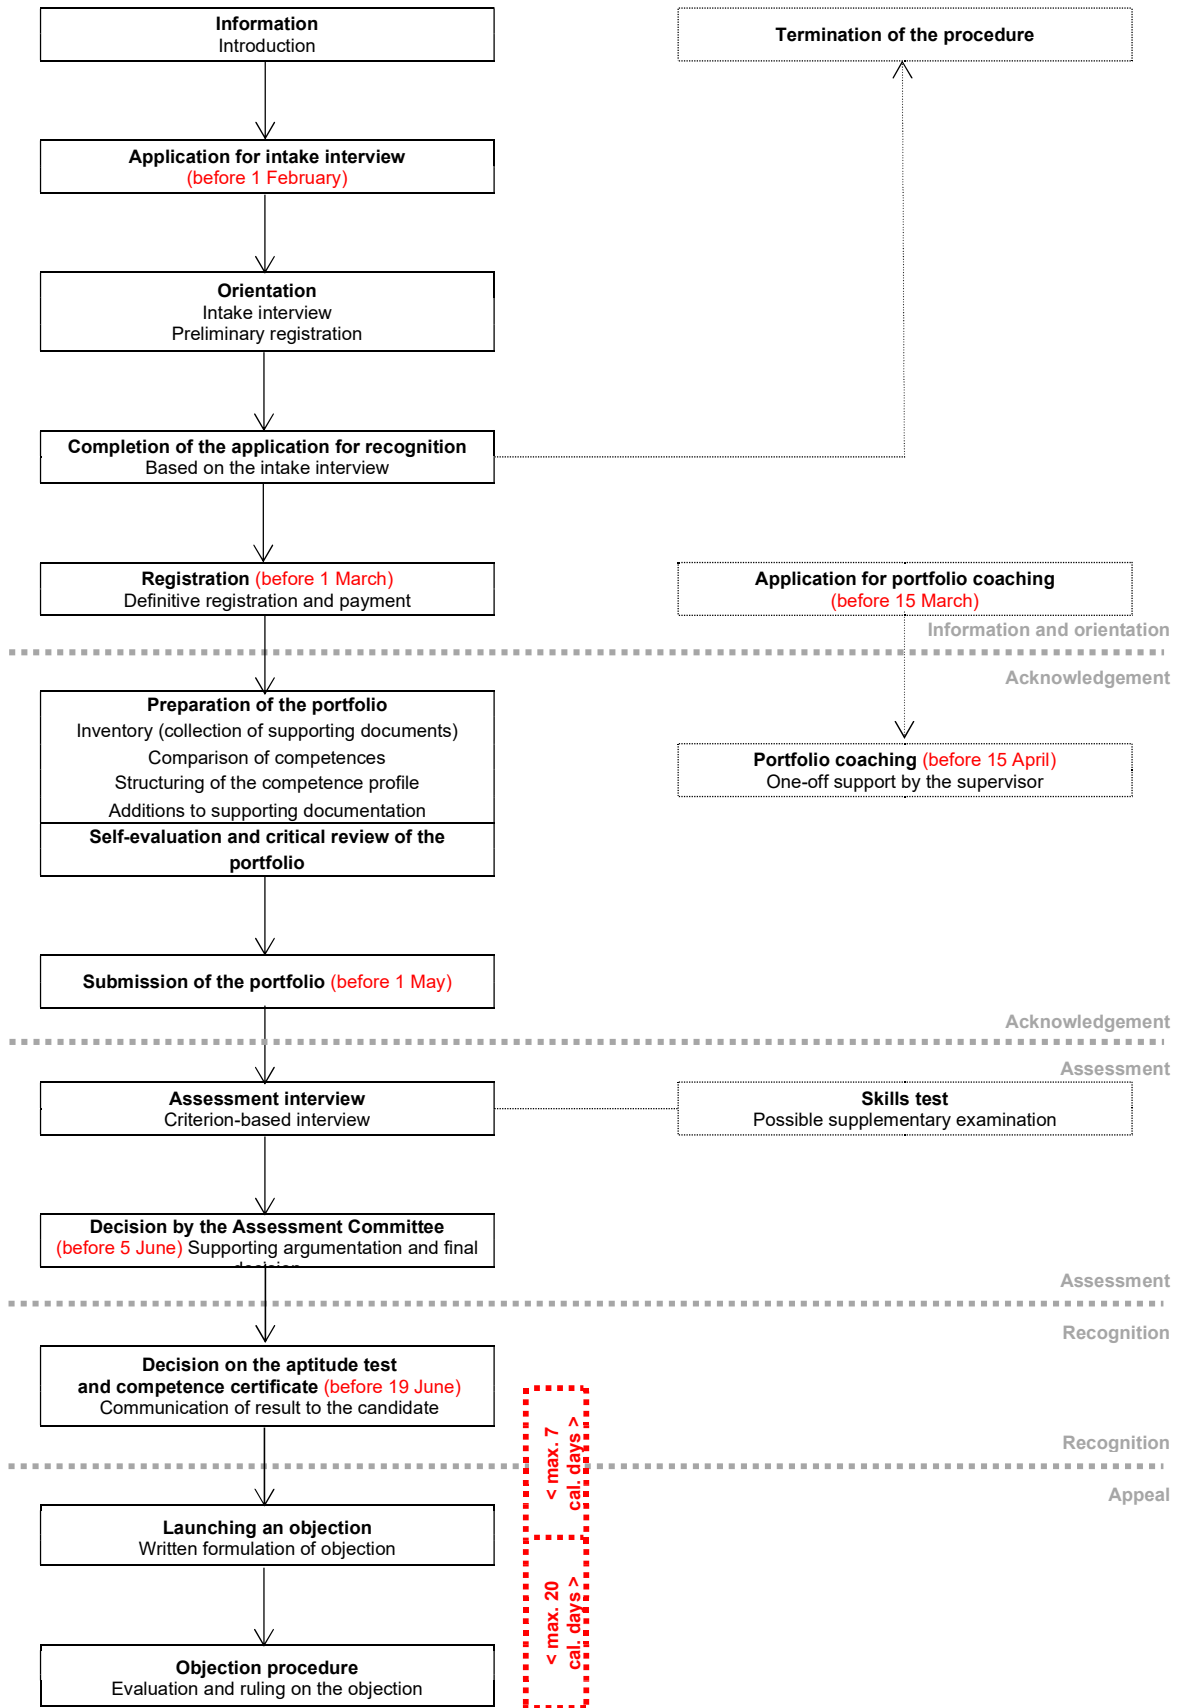 Information
Introduction
Termination of the procedure
Application for intake interview
(before 1 February)
Orientation
Intake interview
Preliminary registration
Completion of the application for recognition
Based on the intake interview
Registration (before 1 March)
Definitive registration and payment
Application for portfolio coaching
(before 15 March)
Information and orientation
Acknowledgement
Preparation of the portfolio
Inventory (collection of supporting documents)
Comparison of competences
Structuring of the competence profile
Additions to supporting documentation
Self-evaluation and critical review of the
portfolio
Portfolio coaching (before 15 April)
One-off support by the supervisor
Submission of the portfolio (before 1 May)
Acknowledgement
Assessment
Assessment interview
Criterion-based interview
Skills test
Possible supplementary examination
Decision by the Assessment Committee
(before 5 June) Supporting argumentation and final
decision
Assessment
Recognition
Decision on the aptitude test
and competence certificate (before 19 June)
Communication of result to the candidate
< max. 7
cal. days >
Recognition
Appeal
Launching an objection
Written formulation of objection
< max. 20
cal. days >
Objection procedure
Evaluation and ruling on the objection